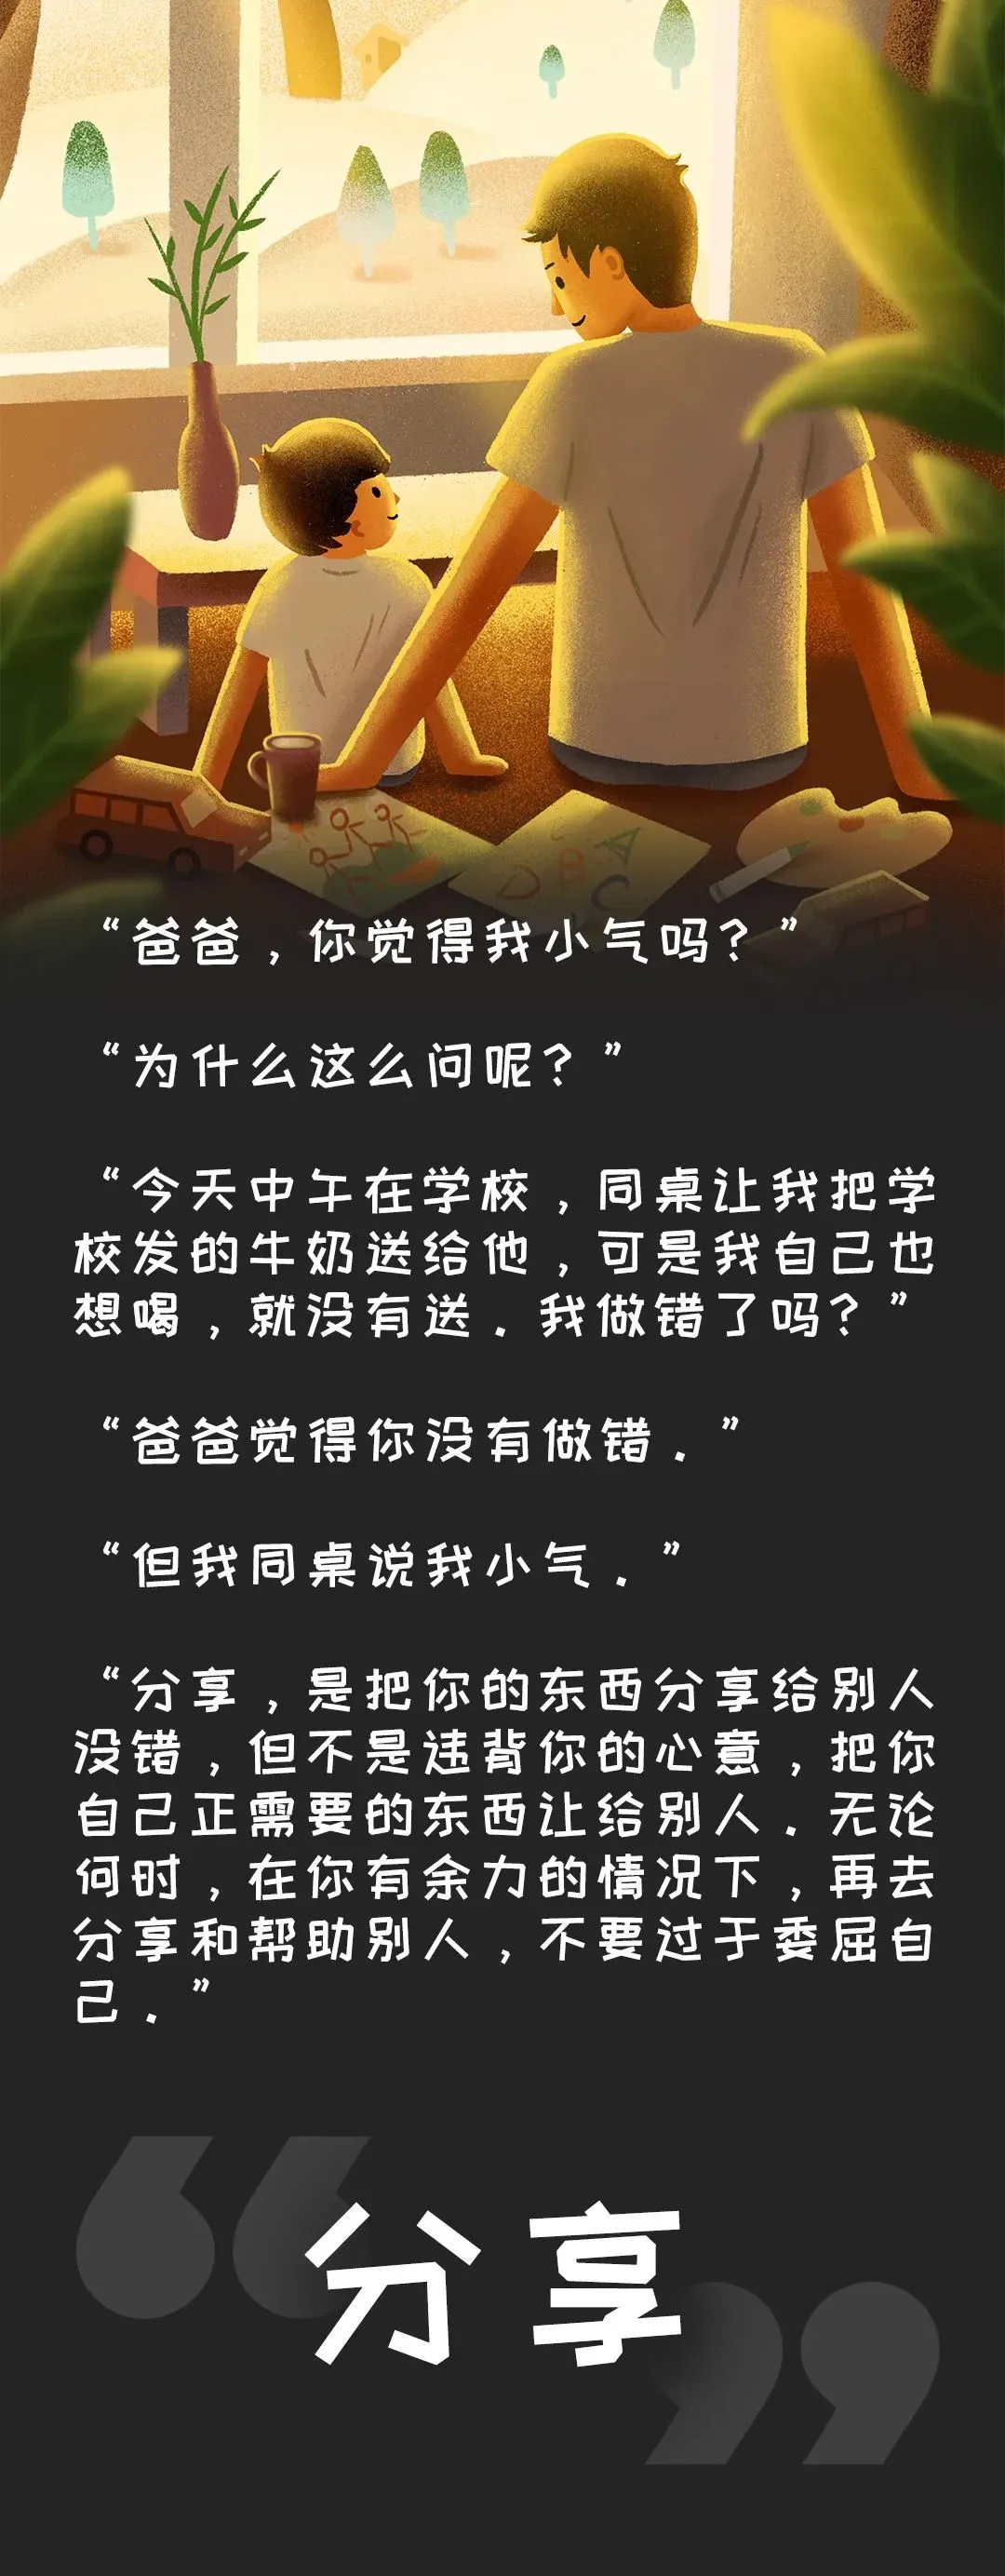 “爸爸，你觉得我小气吗？”
“为什么这么问呢？”
“今天中午在学校，同桌让我把学
校发的牛奶送给他，可是我自己也
想喝，就没有送．我做错了吗？”
“爸爸觉得你没有做错．”
“但我同桌说我小气．”
“分享，是把你的东西分享给别人
没错，但不是违背你的心意，把你
自己正需要的东西让给别人．无论
何时，在你有余力的情况下，再去
分享和帮助别人，不要过于委屈自
己．”
分享